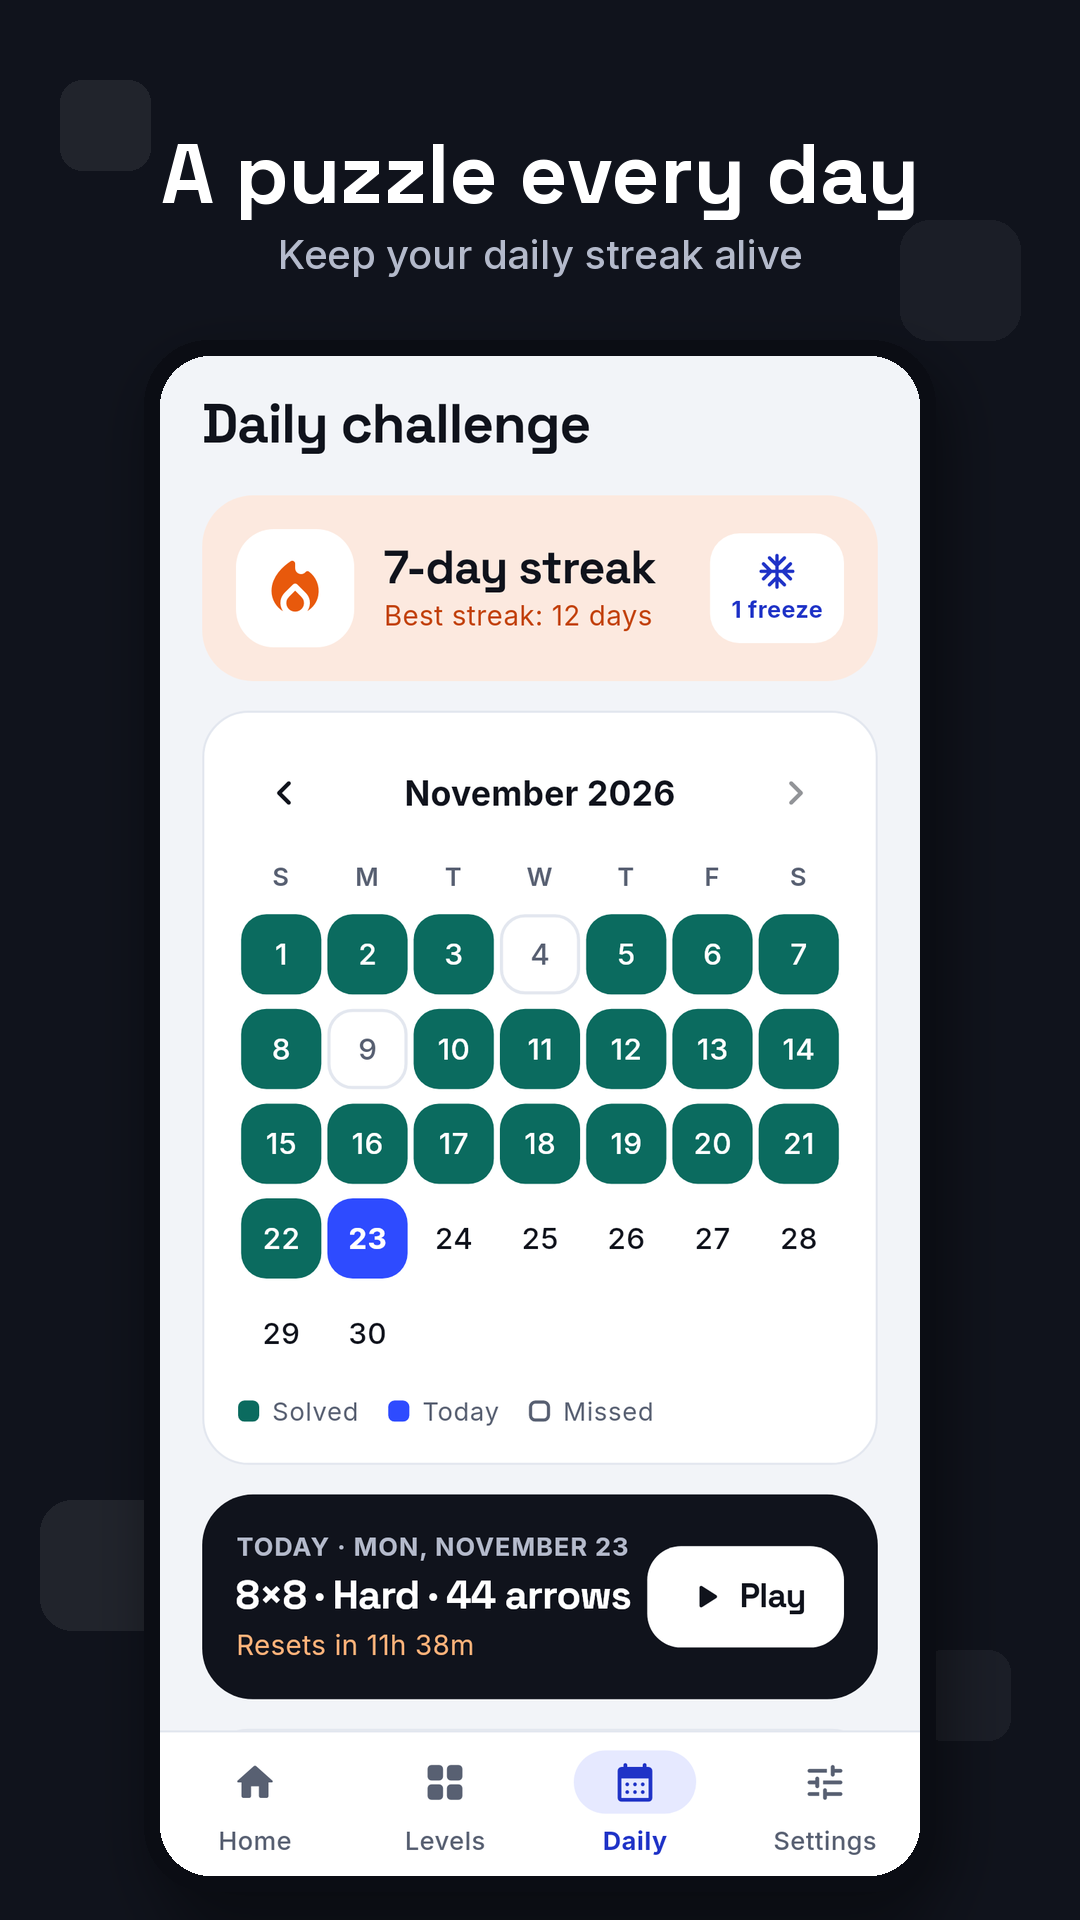 A puzzle every day
Keep your daily streak alive
Daily challenge
7-day streak
Best streak: 12 days
1 freeze
November 2026
S M T W T F S
1 2 3 4 5 6 7
8 9 10 11 12 13 14
15 16 17 18 19 20 21
22 23 24 25 26 27 28
29 30
Solved Today Missed
TODAY · MON, NOVEMBER 23
8×8 · Hard · 44 arrows
Resets in 11h 38m
Play
Home Levels Daily Settings